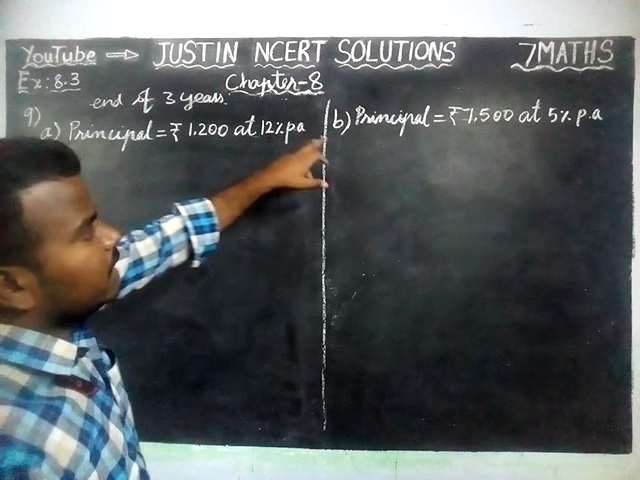 YouTube ⇒ JUSTIN NCERT SOLUTIONS 7MATHS
Ex: 8.3 Chapter-8
9) end of 3 years.
a) Principal = ₹ 1,200 at 12% p.a
b) Principal = ₹ 7,500 at 5% p.a